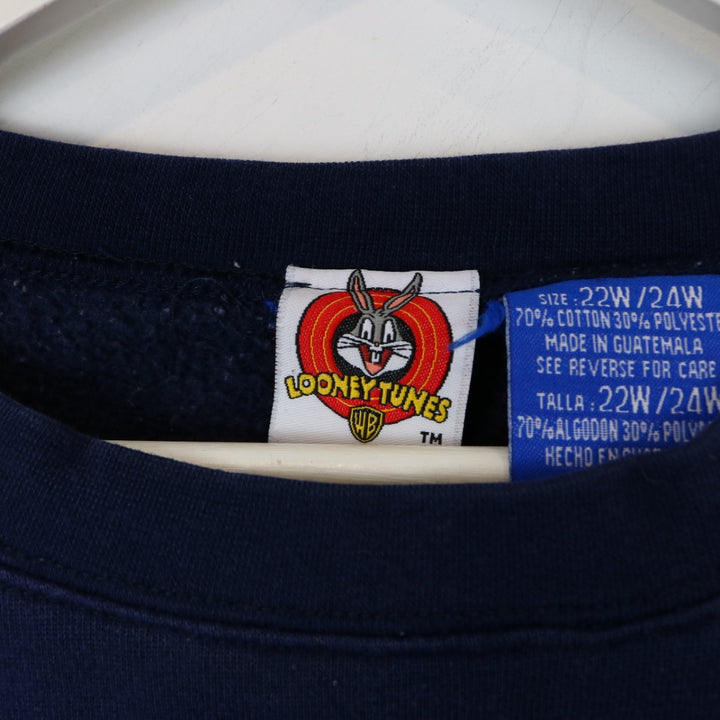 LOONEY TUNES
WB
TM
SIZE : 22W/24W
70% COTTON 30% POLYESTE
MADE IN GUATEMALA
SEE REVERSE FOR CARE
TALLA : 22W/24W
70% ALGODON 30% POLY
HECHO EN